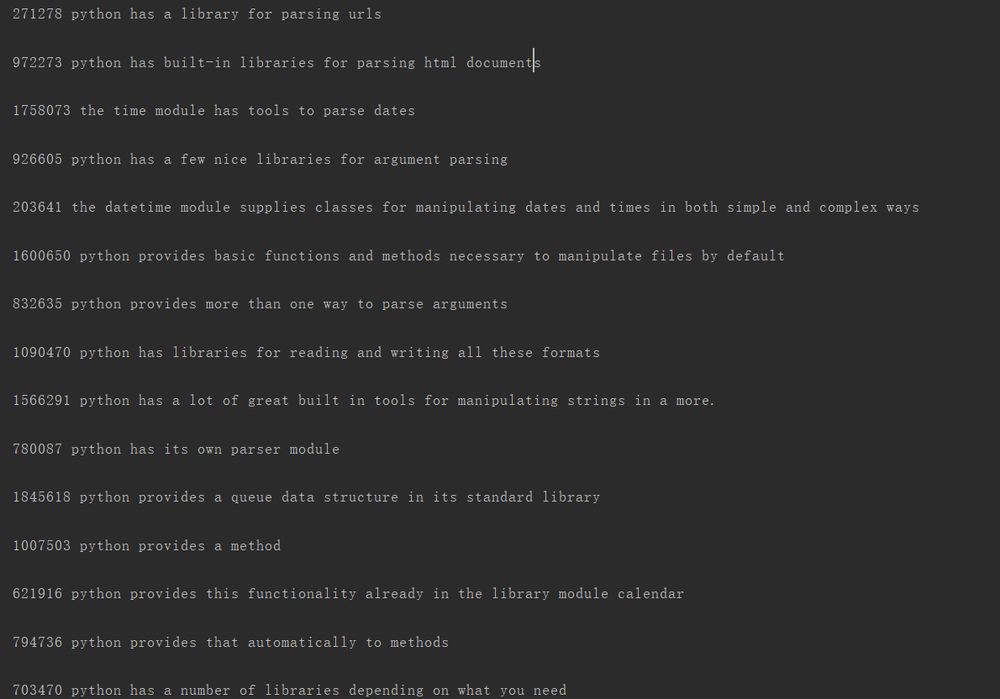 271278 python has a library for parsing urls
972273 python has built-in libraries for parsing html documents
1758073 the time module has tools to parse dates
926605 python has a few nice libraries for argument parsing
203641 the datetime module supplies classes for manipulating dates and times in both simple and complex ways
1600650 python provides basic functions and methods necessary to manipulate files by default
832635 python provides more than one way to parse arguments
1090470 python has libraries for reading and writing all these formats
1566291 python has a lot of great built in tools for manipulating strings in a more.
780087 python has its own parser module
1845618 python provides a queue data structure in its standard library
1007503 python provides a method
621916 python provides this functionality already in the library module calendar
794736 python provides that automatically to methods
703470 python has a number of libraries depending on what you need